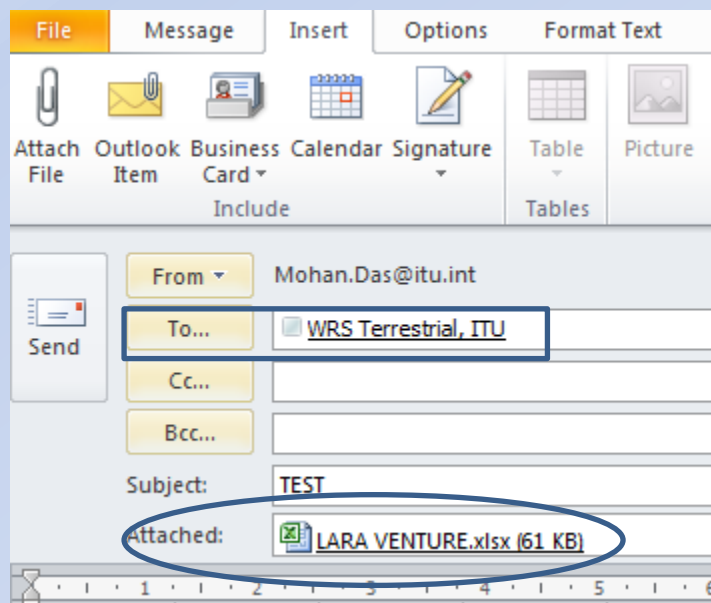 File Message Insert Options Format Text
Attach File Outlook Item Business Card Calendar Signature Table Picture
Include Tables
From Mohan.Das@itu.int
Send
To... WRS Terrestrial, ITU
Cc...
Bcc...
Subject: TEST
Attached: LARA VENTURE.xlsx (61 KB)
1 2 3 4 5 6